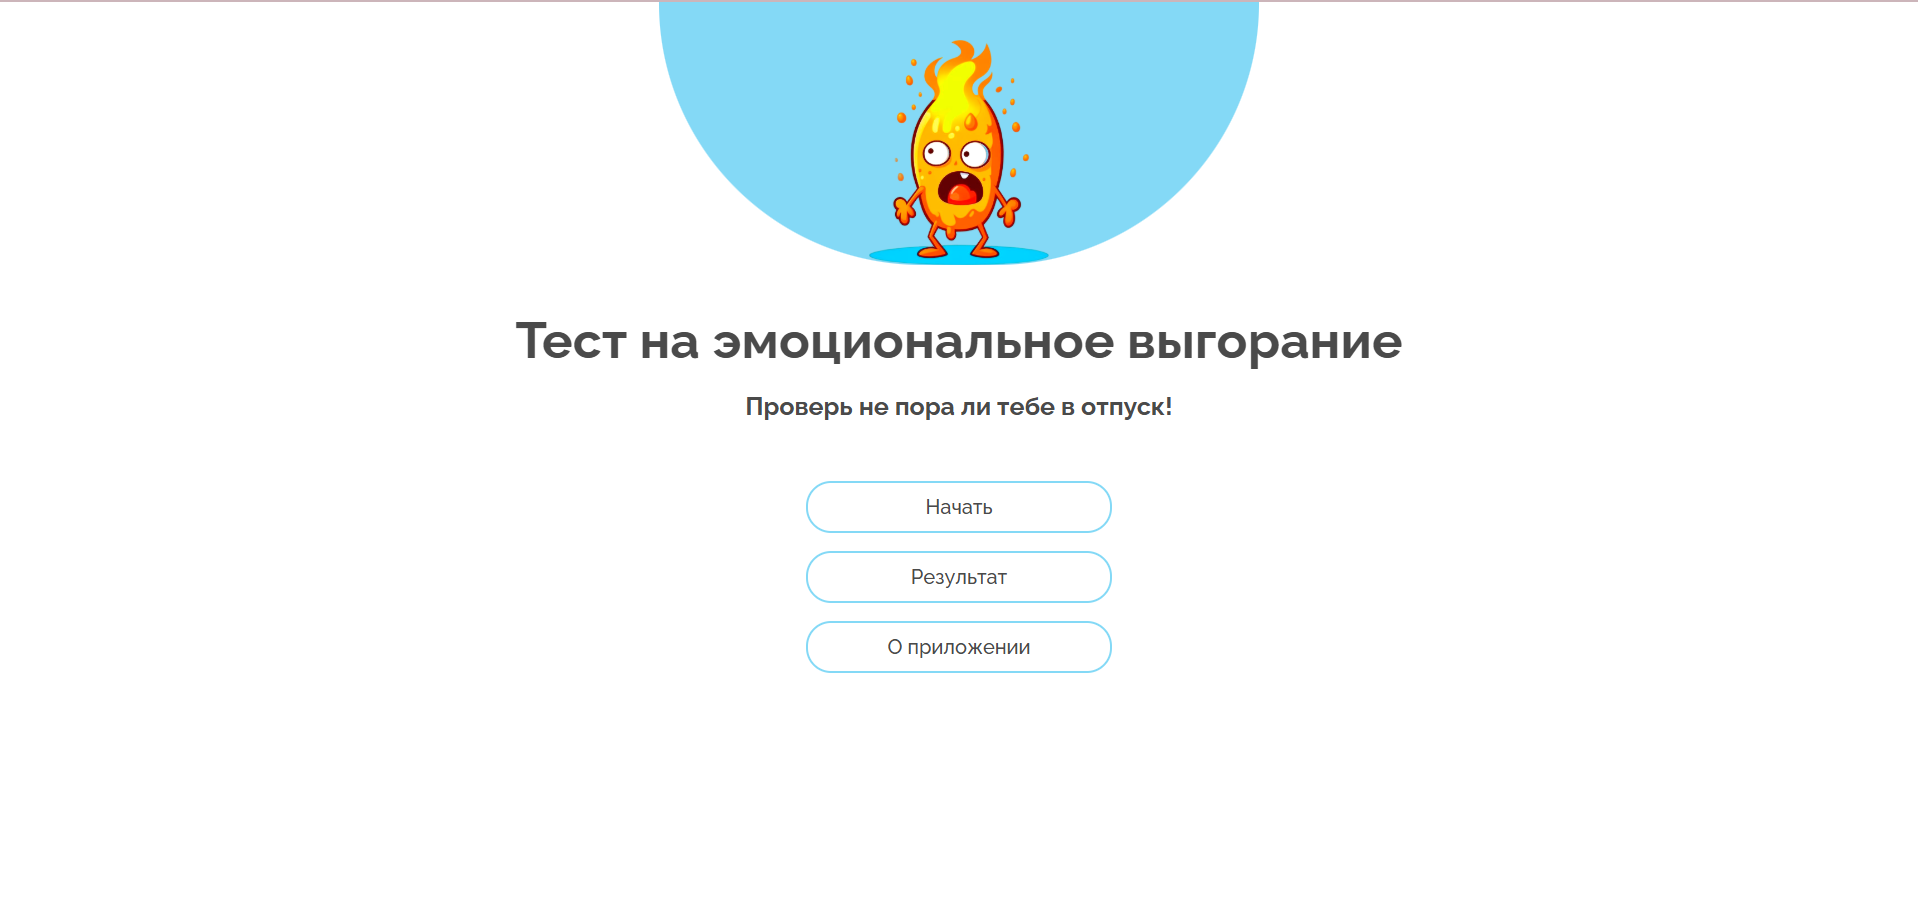 Тест на эмоциональное выгорание
Проверь не пора ли тебе в отпуск!
Начать
Результат
О приложении